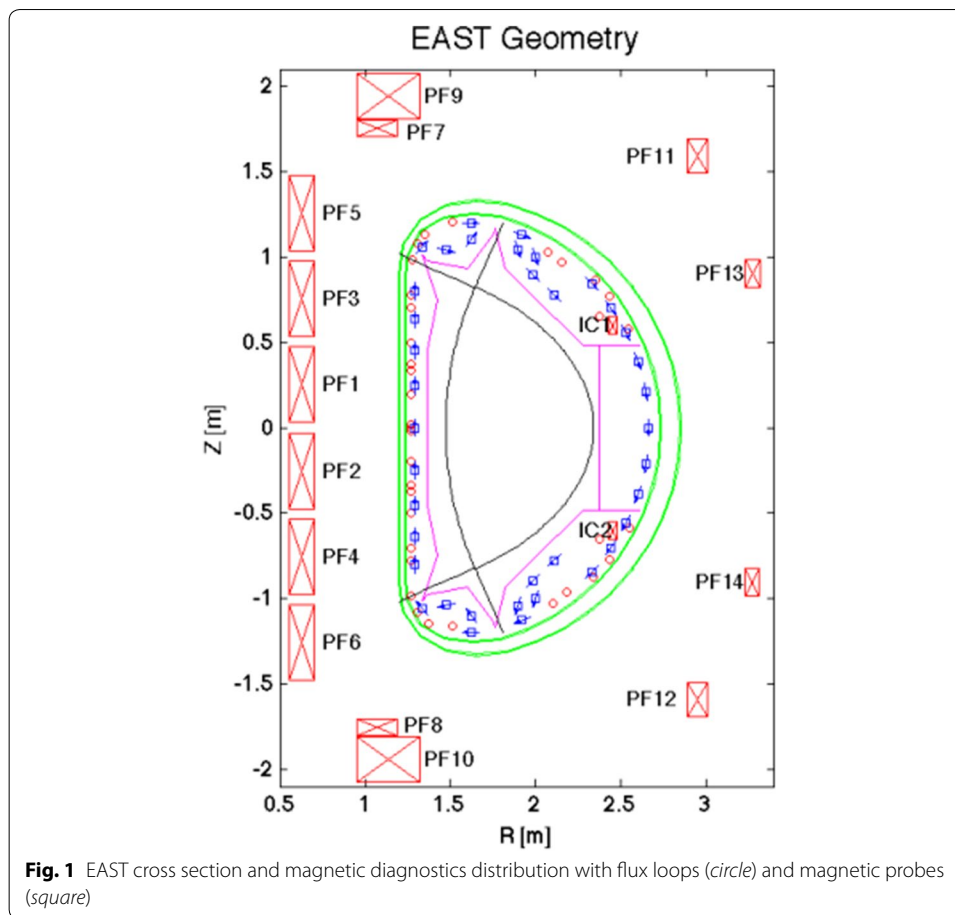 EAST Geometry
2
1.5
1
0.5
0
-0.5
-1
-1.5
-2
Z [m]
PF9
PF7
PF11
PF5
PF13
PF3
IC1
PF1
PF2
IC2
PF4
PF14
PF6
PF12
PF8
PF10
0.5 1 1.5 2 2.5 3
R [m]
Fig. 1 EAST cross section and magnetic diagnostics distribution with flux loops (circle) and magnetic probes
(square)